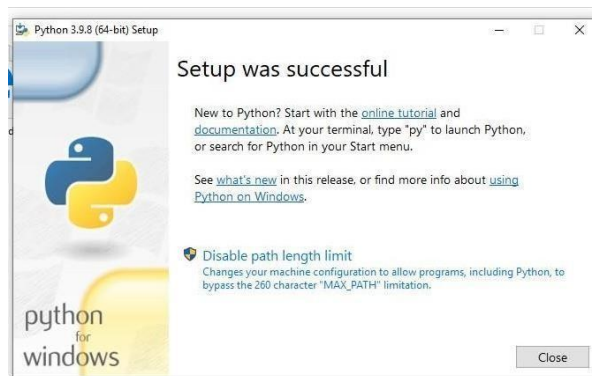 Python 3.9.8 (64-bit) Setup
Setup was successful
New to Python? Start with the online tutorial and
documentation. At your terminal, type "py" to launch Python,
or search for Python in your Start menu.
See what's new in this release, or find more info about using
Python on Windows.
Disable path length limit
Changes your machine configuration to allow programs, including Python, to
bypass the 260 character "MAX_PATH" limitation.
python
for
windows
Close